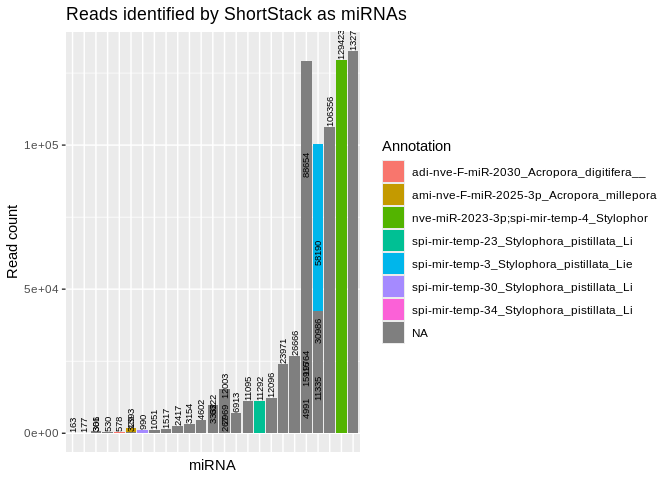 Reads identified by ShortStack as miRNAs
Read count
1e+05
5e+04
0e+00
163
177
530
578
990
1051
1517
2417
3154
4602
12003
6913
11095
11292
12096
23971
26666
88654
4991
58190
30986
11335
106356
129423
1327
miRNA
Annotation
adi-nve-F-miR-2030_Acropora_digitifera__
ami-nve-F-miR-2025-3p_Acropora_millepora
nve-miR-2023-3p;spi-mir-temp-4_Stylophor
spi-mir-temp-23_Stylophora_pistillata_Li
spi-mir-temp-3_Stylophora_pistillata_Lie
spi-mir-temp-30_Stylophora_pistillata_Li
spi-mir-temp-34_Stylophora_pistillata_Li
NA